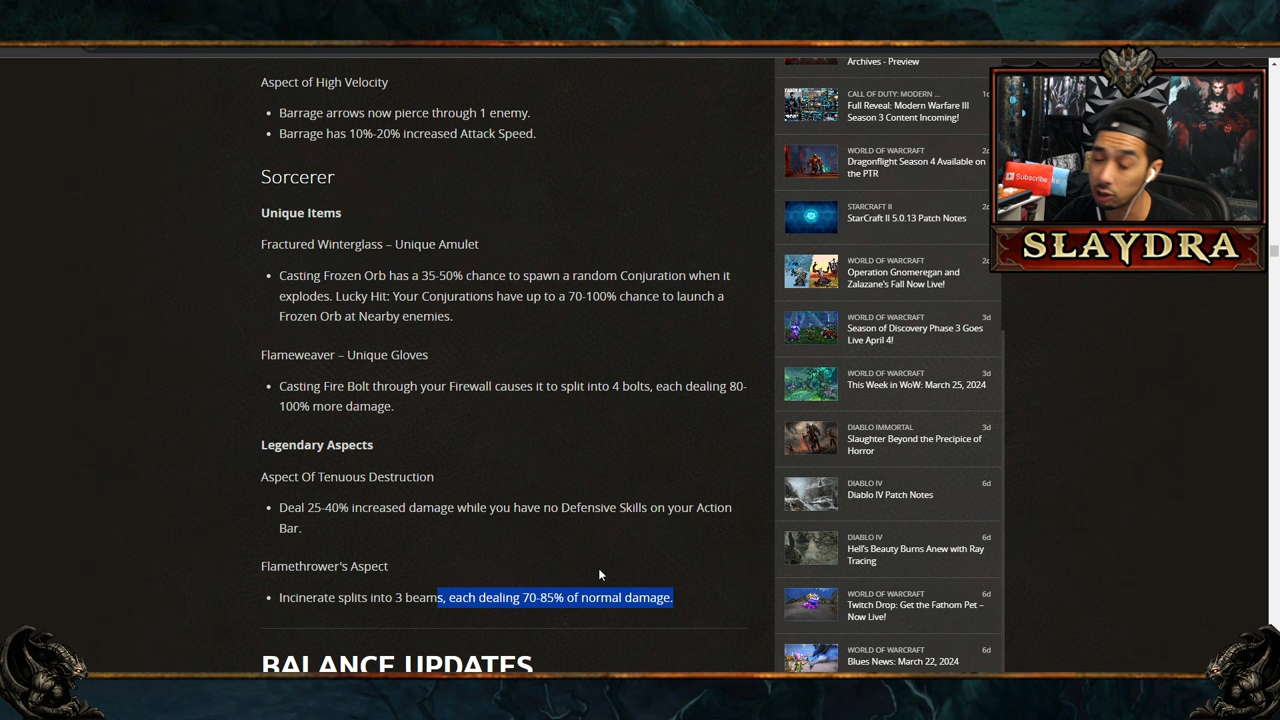 Aspect of High Velocity
Barrage arrows now pierce through 1 enemy.
Barrage has 10%-20% increased Attack Speed.
Sorcerer
Unique Items
Fractured Winterglass – Unique Amulet
Casting Frozen Orb has a 35-50% chance to spawn a random Conjuration when it
explodes. Lucky Hit: Your Conjurations have up to a 70-100% chance to launch a
Frozen Orb at Nearby enemies.
Flameweaver – Unique Gloves
Casting Fire Bolt through your Firewall causes it to split into 4 bolts, each dealing 80-
100% more damage.
Legendary Aspects
Aspect Of Tenuous Destruction
Deal 25-40% increased damage while you have no Defensive Skills on your Action
Bar.
Flamethrower's Aspect
Incinerate splits into 3 beams, each dealing 70-85% of normal damage.
BALANCE UPDATES
Archives - Preview
CALL OF DUTY: MODERN ...
Full Reveal: Modern Warfare III
Season 3 Content Incoming!
WORLD OF WARCRAFT
Dragonflight Season 4 Available on
the PTR
STARCRAFT II
StarCraft II 5.0.13 Patch Notes
WORLD OF WARCRAFT
Operation Gnomeregan and
Zalazane's Fall Now Live!
WORLD OF WARCRAFT 3d
Season of Discovery Phase 3 Goes
Live April 4!
WORLD OF WARCRAFT 3d
This Week in WoW: March 25, 2024
DIABLO IMMORTAL 3d
Slaughter Beyond the Precipice of
Horror
DIABLO IV 6d
Diablo IV Patch Notes
DIABLO IV 6d
Hell's Beauty Burns Anew with Ray
Tracing
WORLD OF WARCRAFT 6d
Twitch Drop: Get the Fathom Pet –
Now Live!
WORLD OF WARCRAFT 6d
Blues News: March 22, 2024
Subscribe
SLAYDRA